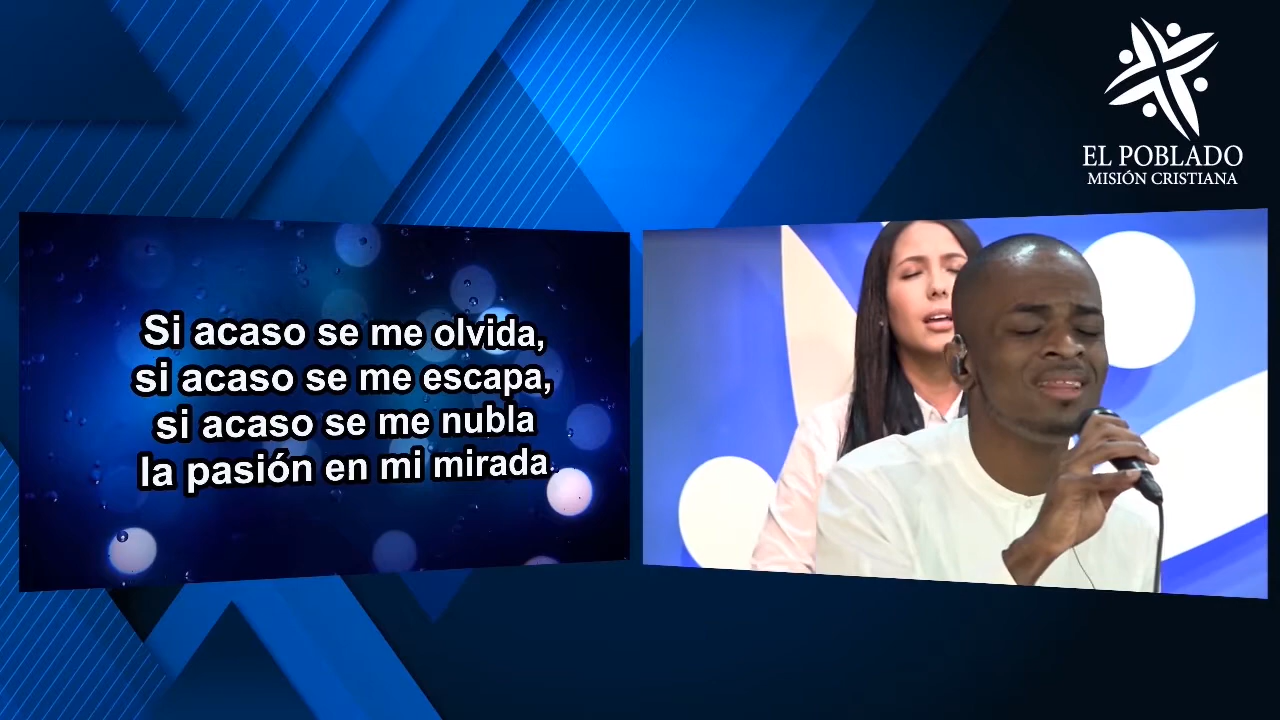 EL POBLADO
MISIÓN CRISTIANA
Si acaso se me olvida,
si acaso se me escapa,
si acaso se me nubla
la pasión en mi mirada.